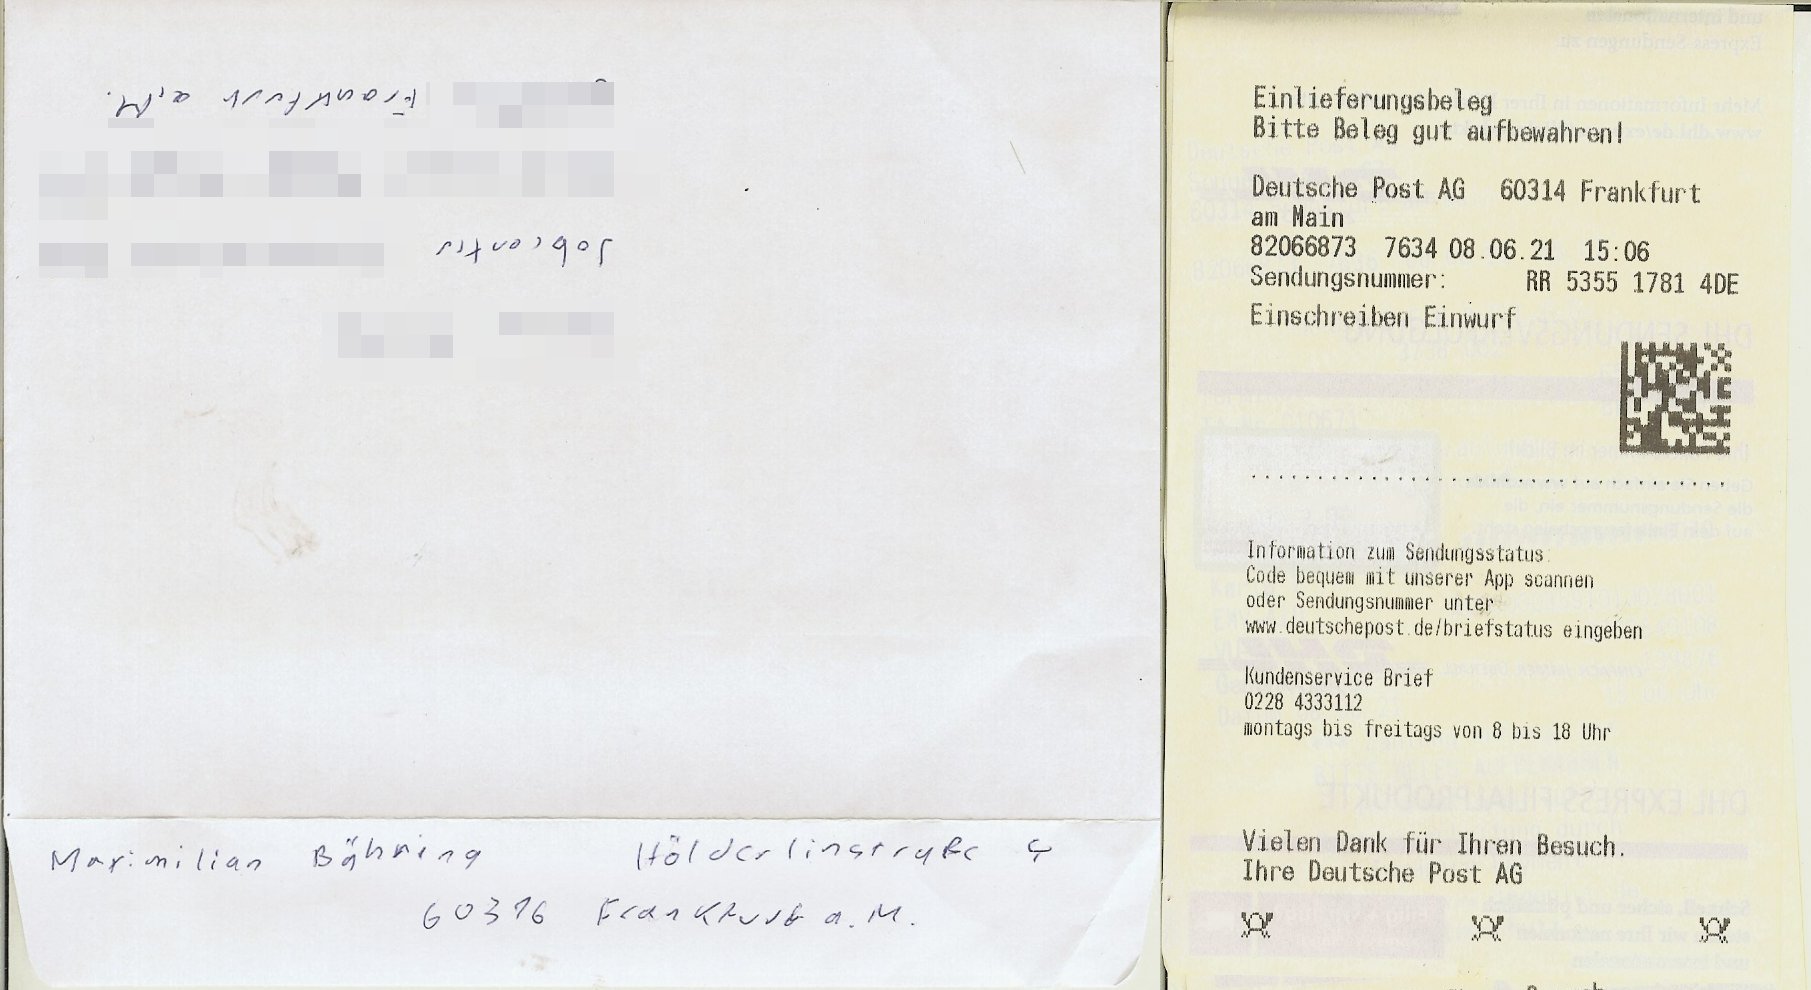 Frankfurt a.M.
Jobcenter
Maximilian Bähring Hölderlinstraße 4
60316 Frankfurt a.M.
Einlieferungsbeleg
Bitte Beleg gut aufbewahren!
Deutsche Post AG 60314 Frankfurt
am Main
82066873 7634 08.06.21 15:06
Sendungsnummer: RR 5355 1781 4DE
Einschreiben Einwurf
Information zum Sendungsstatus:
Code bequem mit unserer App scannen
oder Sendungsnummer unter
www.deutschepost.de/briefstatus eingeben
Kundenservice Brief
0228 4333112
montags bis freitags von 8 bis 18 Uhr
Vielen Dank für Ihren Besuch.
Ihre Deutsche Post AG